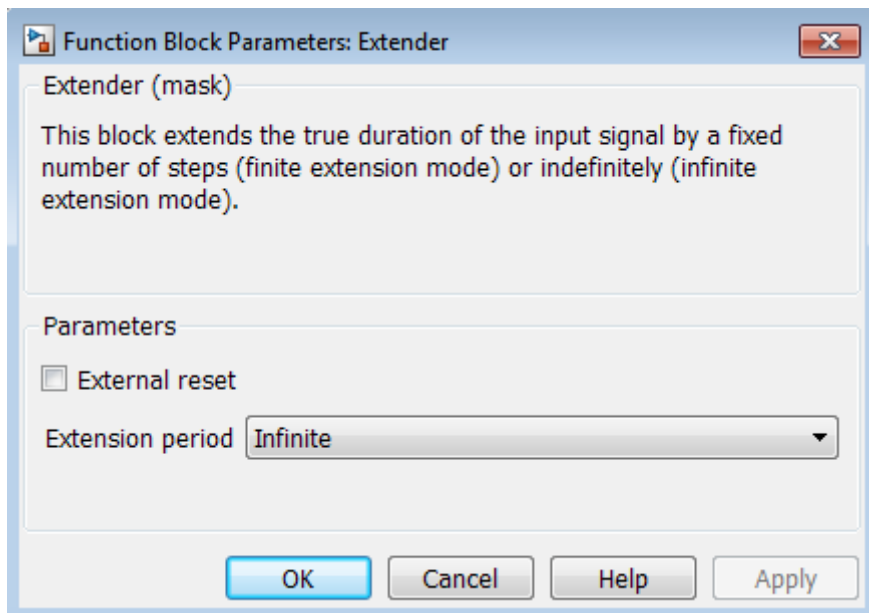 Function Block Parameters: Extender
Extender (mask)
This block extends the true duration of the input signal by a fixed
number of steps (finite extension mode) or indefinitely (infinite
extension mode).
Parameters
External reset
Extension period Infinite
OK Cancel Help Apply